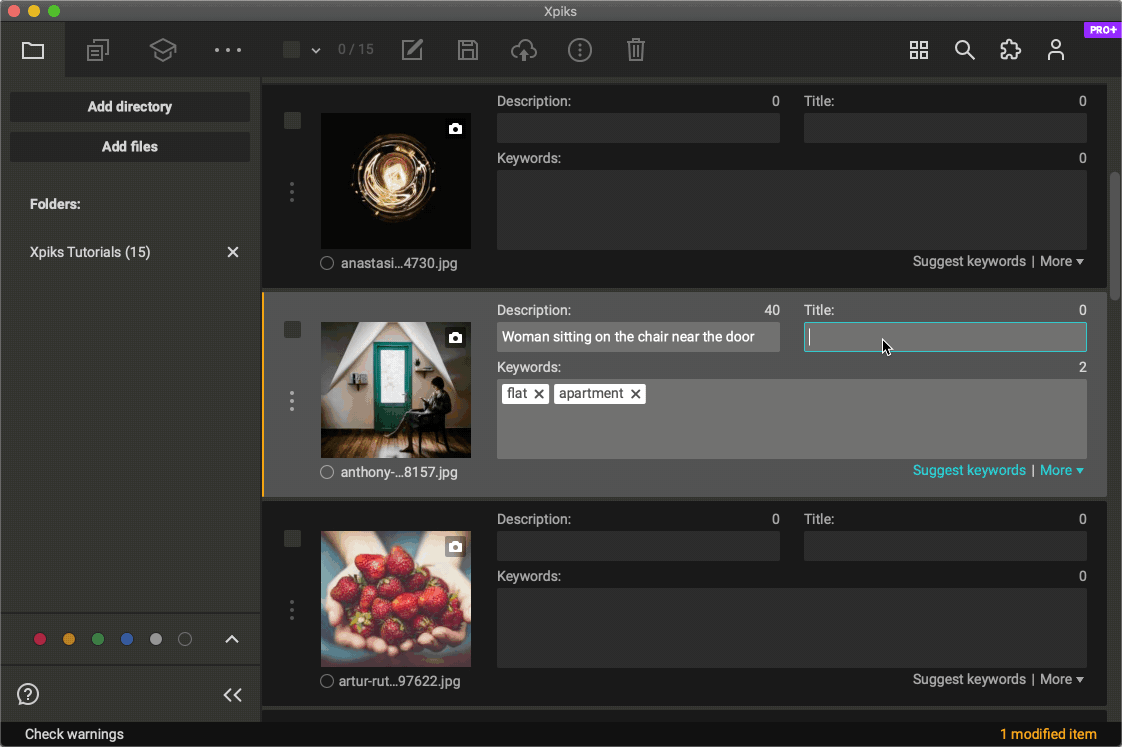 Xpiks
0 / 15
PRO+
Add directory
Add files
Folders:
Xpiks Tutorials (15)
Description: 0 Title: 0
Keywords: 0
anastasi...4730.jpg
Suggest keywords | More
Description: 40 Title: 0
Woman sitting on the chair near the door
Keywords: 2
flat apartment
anthony-...8157.jpg
Suggest keywords | More
Description: 0 Title: 0
Keywords: 0
artur-rut...97622.jpg
Suggest keywords | More
Check warnings
1 modified item